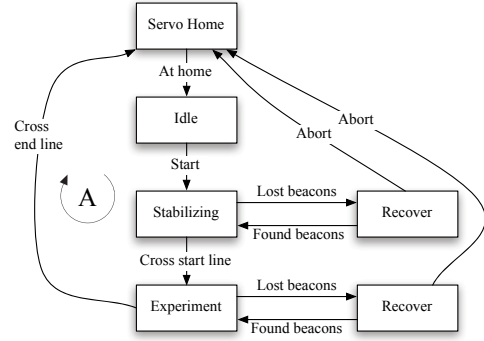 Servo Home
At home
Cross
end line
Idle
Abort
Abort
Start
A
Stabilizing
Lost beacons
Found beacons
Recover
Cross start line
Experiment
Lost beacons
Found beacons
Recover